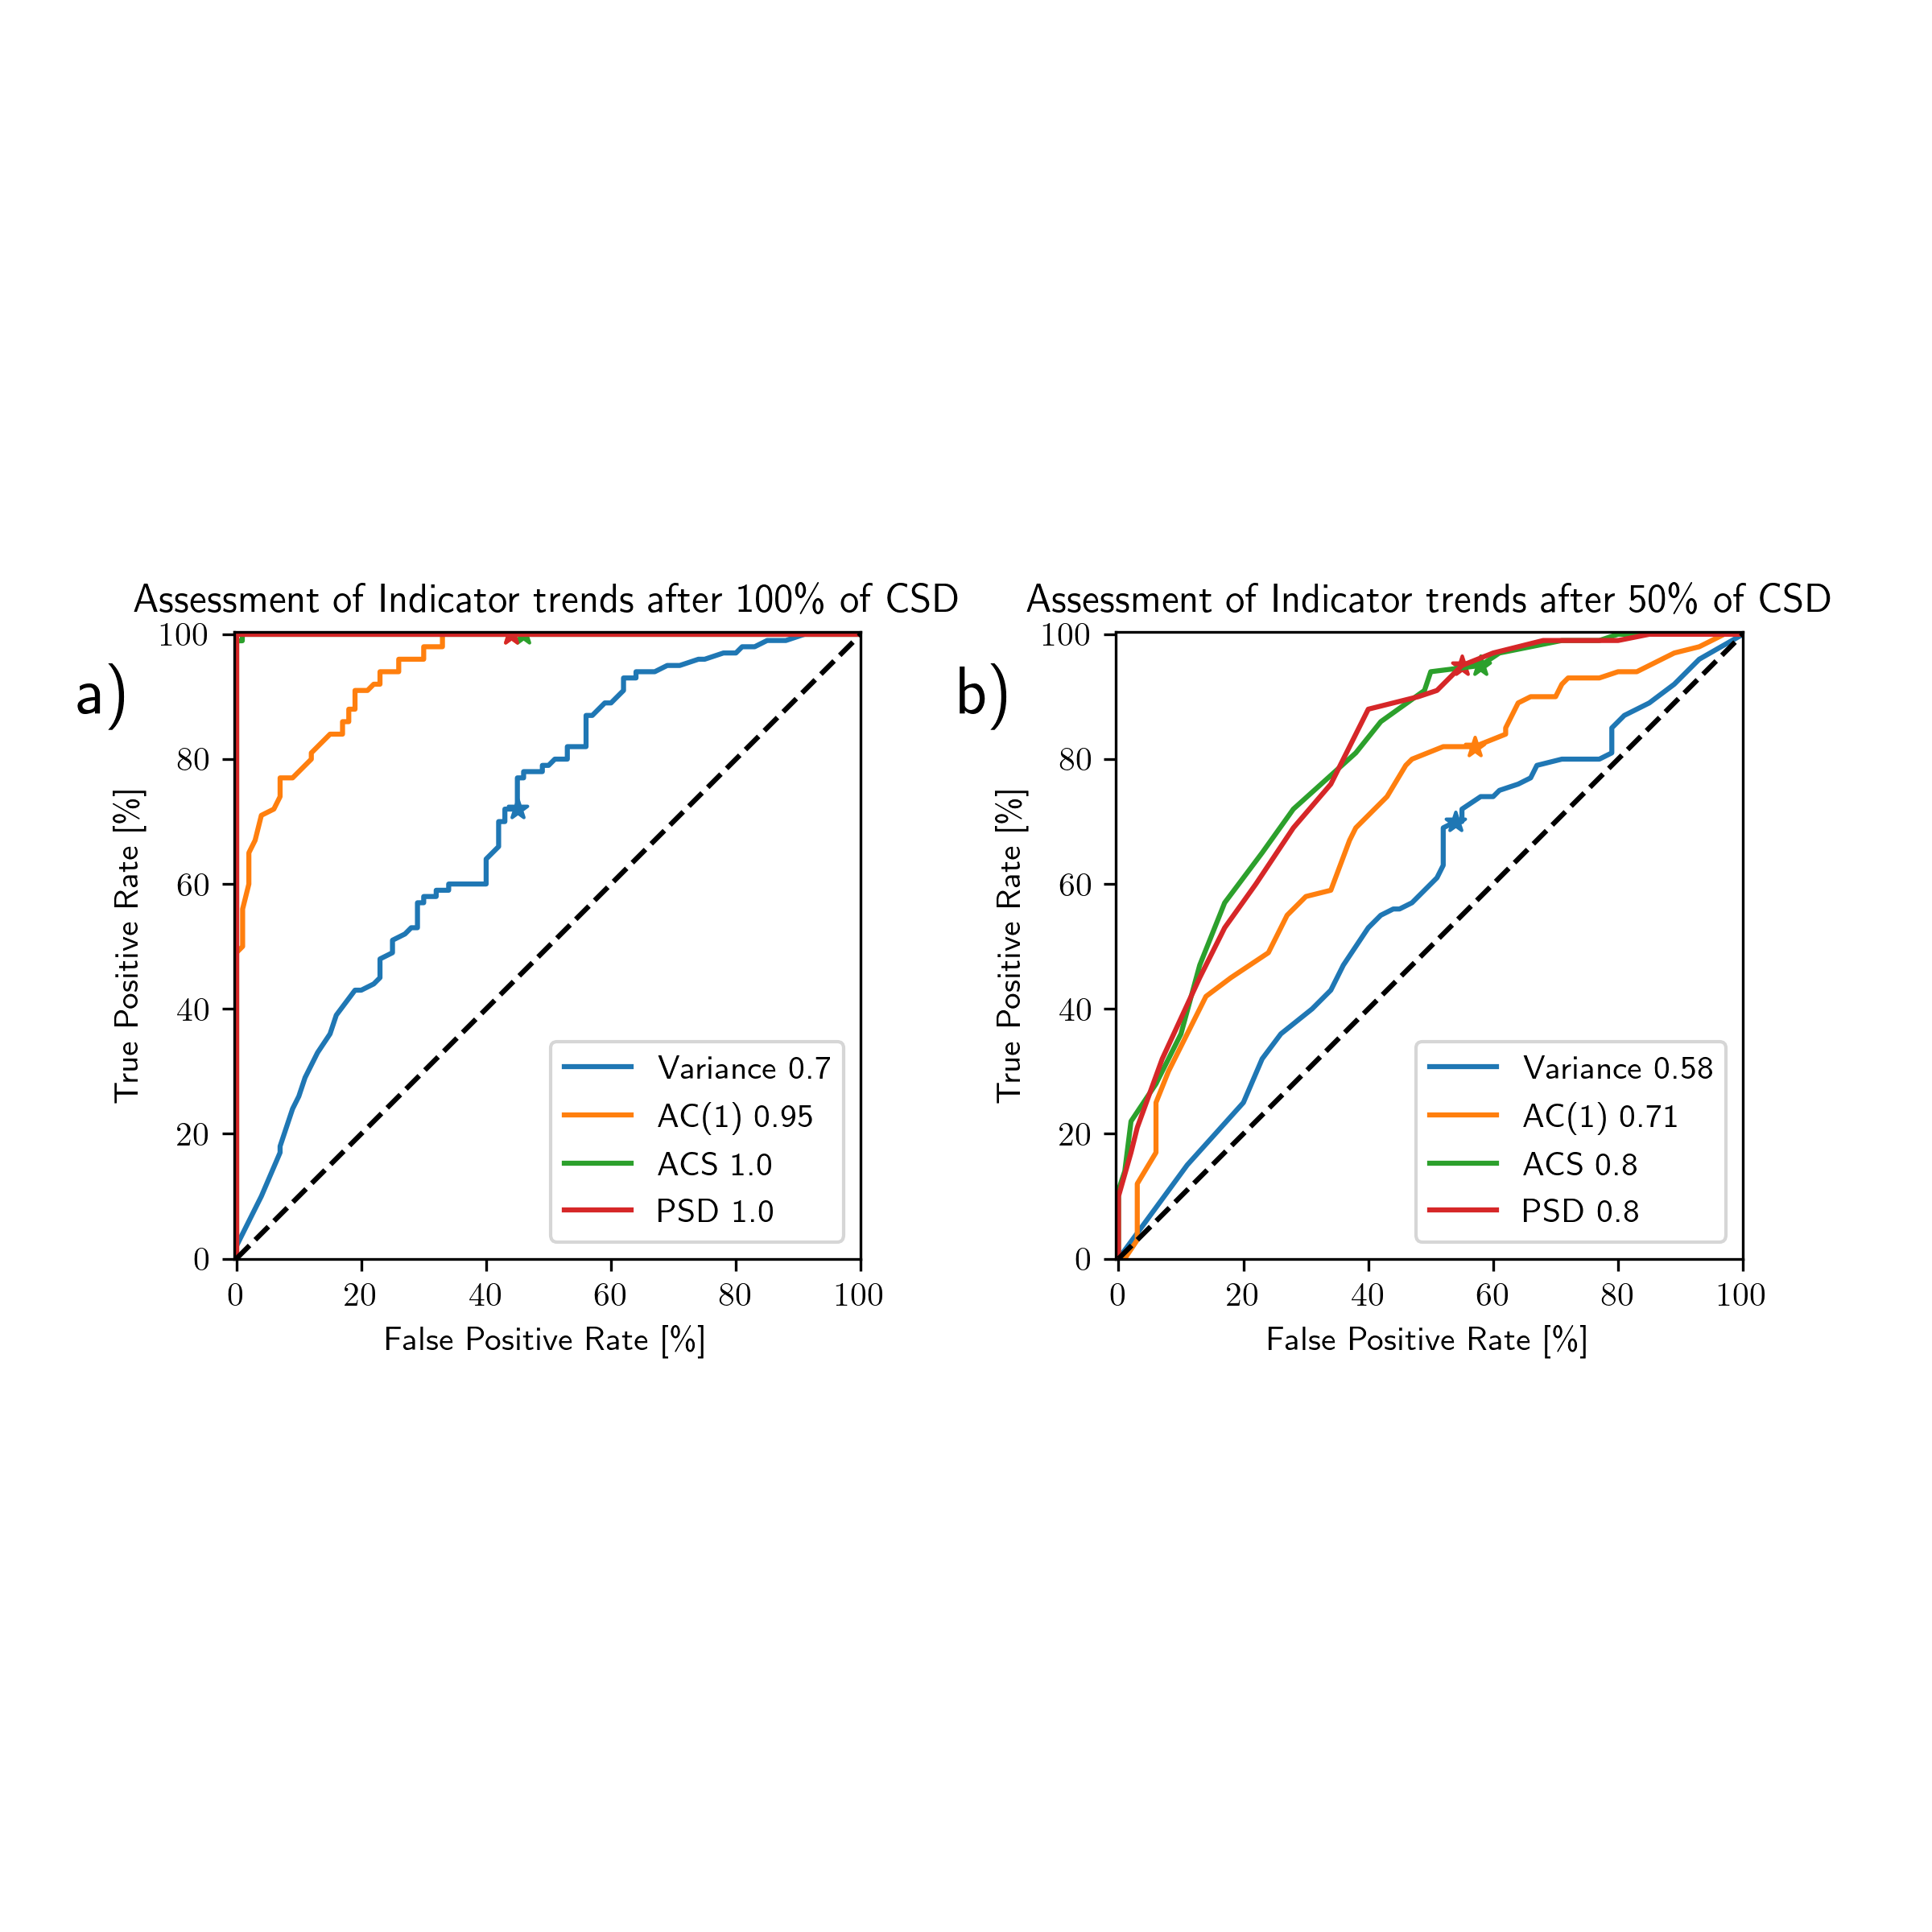 Assessment of Indicator trends after 100% of CSD
a)
True Positive Rate [%]
100
80
60
40
20
0
0 20 40 60 80 100
False Positive Rate [%]
Variance 0.7
AC(1) 0.95
ACS 1.0
PSD 1.0
Assessment of Indicator trends after 50% of CSD
b)
True Positive Rate [%]
100
80
60
40
20
0
0 20 40 60 80 100
False Positive Rate [%]
Variance 0.58
AC(1) 0.71
ACS 0.8
PSD 0.8